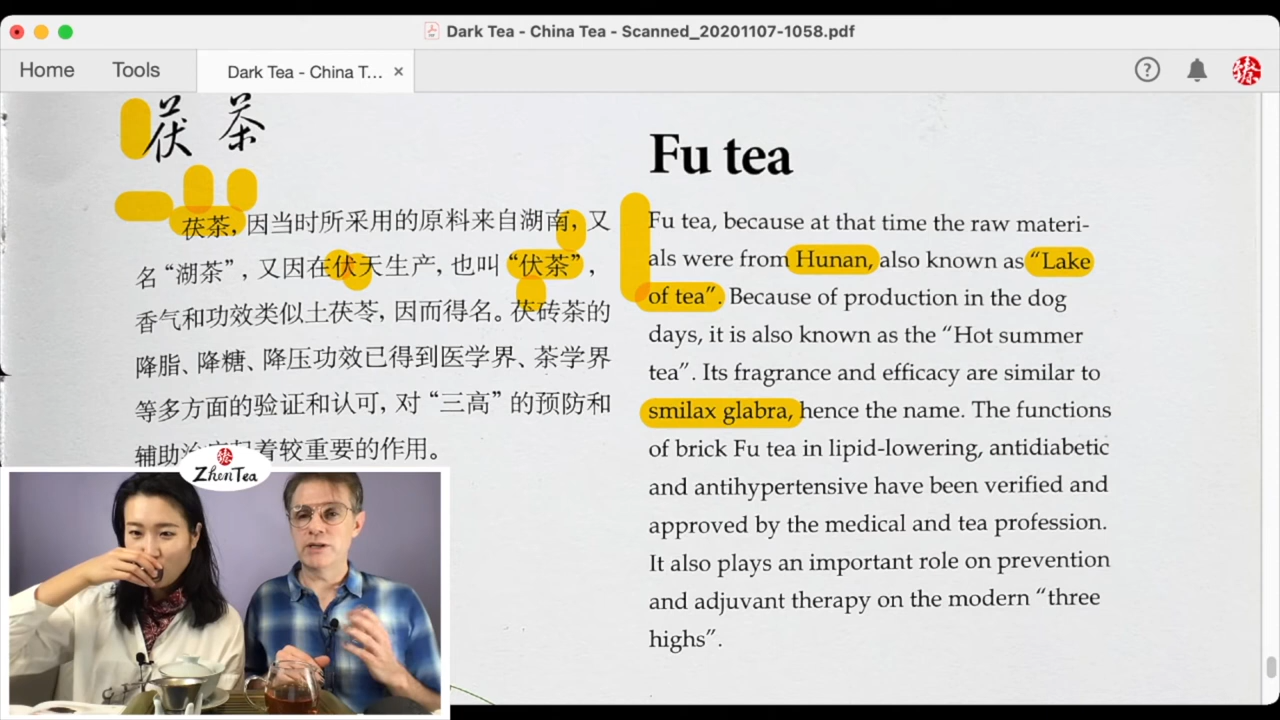 Dark Tea - China Tea - Scanned_20201107-1058.pdf
Home
Tools
Dark Tea - China T...
茯茶
茯茶,因当时所采用的原料来自湖南,又
名“湖茶”,又因在伏天生产,也叫“伏茶”,
香气和功效类似土茯苓,因而得名。茯砖茶的
降脂、降糖、降压功效已得到医学界、茶学界
等多方面的验证和认可,对“三高”的预防和
辅助 着较重要的作用。
Fu tea
Fu tea, because at that time the raw materi-
als were from Hunan, also known as “Lake
of tea”. Because of production in the dog
days, it is also known as the “Hot summer
tea”. Its fragrance and efficacy are similar to
smilax glabra, hence the name. The functions
of brick Fu tea in lipid-lowering, antidiabetic
and antihypertensive have been verified and
approved by the medical and tea profession.
It also plays an important role on prevention
and adjuvant therapy on the modern “three
highs”.
ZhenTea